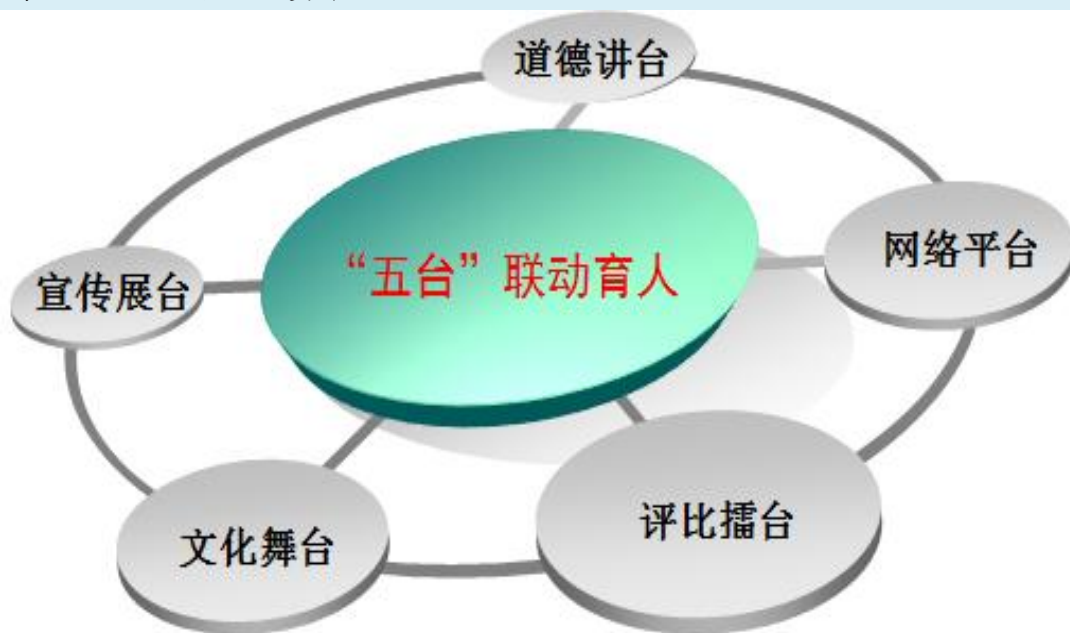 道德讲台
网络平台
“五台”联动育人
宣传展台
评比擂台
文化舞台